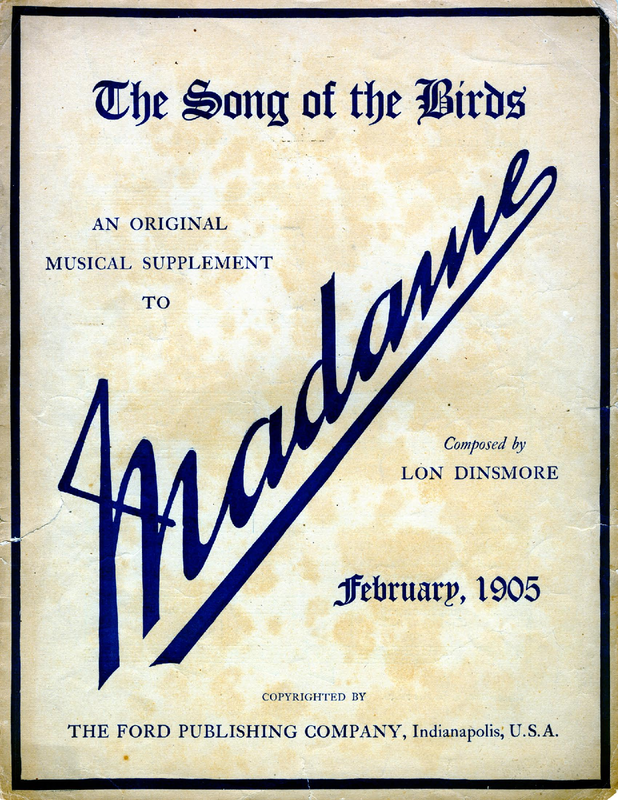 The Song of the Birds
AN ORIGINAL
MUSICAL SUPPLEMENT
TO
Madame
Composed by
LON DINSMORE
February, 1905
COPYRIGHTED BY
THE FORD PUBLISHING COMPANY, Indianapolis, U.S.A.